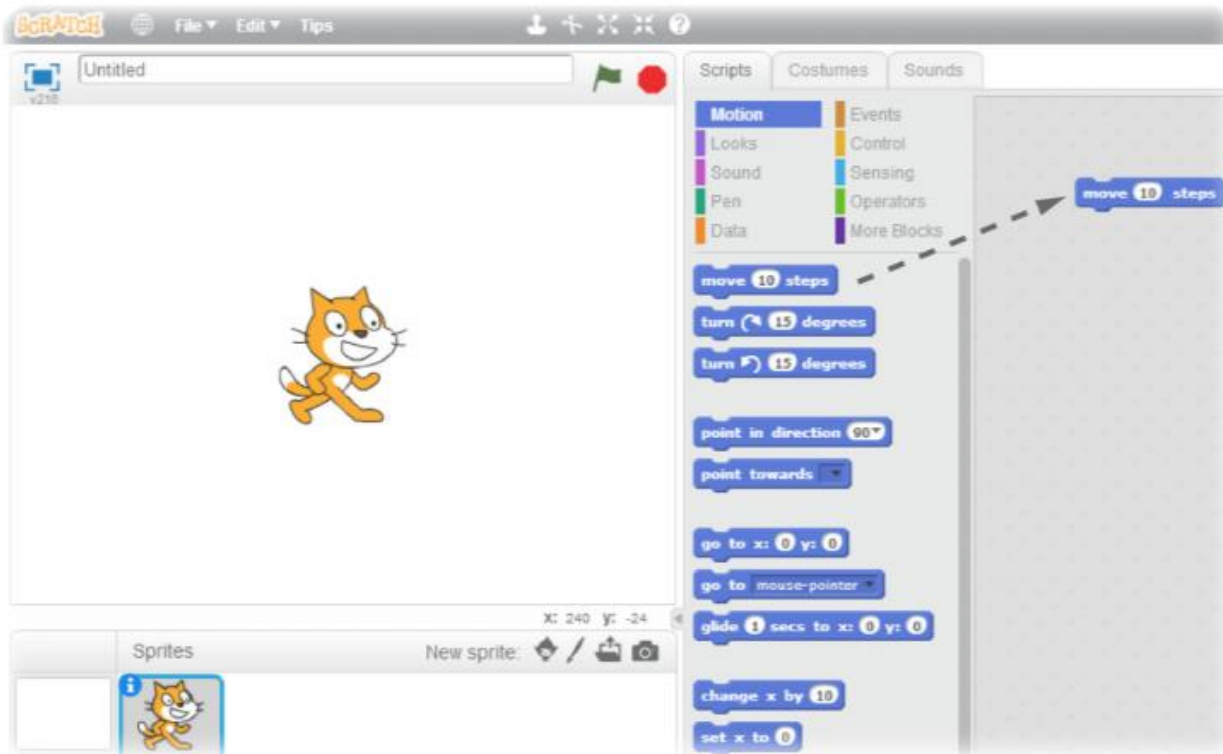 SCRATCH File Edit Tips
Untitled
v218
Scripts Costumes Sounds
Motion Events
Looks Control
Sound Sensing
Pen Operators
Data More Blocks
move 10 steps
move 10 steps
turn 15 degrees
turn 15 degrees
point in direction 90
point towards
go to x: 0 y: 0
go to mouse-pointer
glide 1 secs to x: 0 y: 0
change x by 10
set x to 0
x: 240 y: -24
Sprites New sprite: